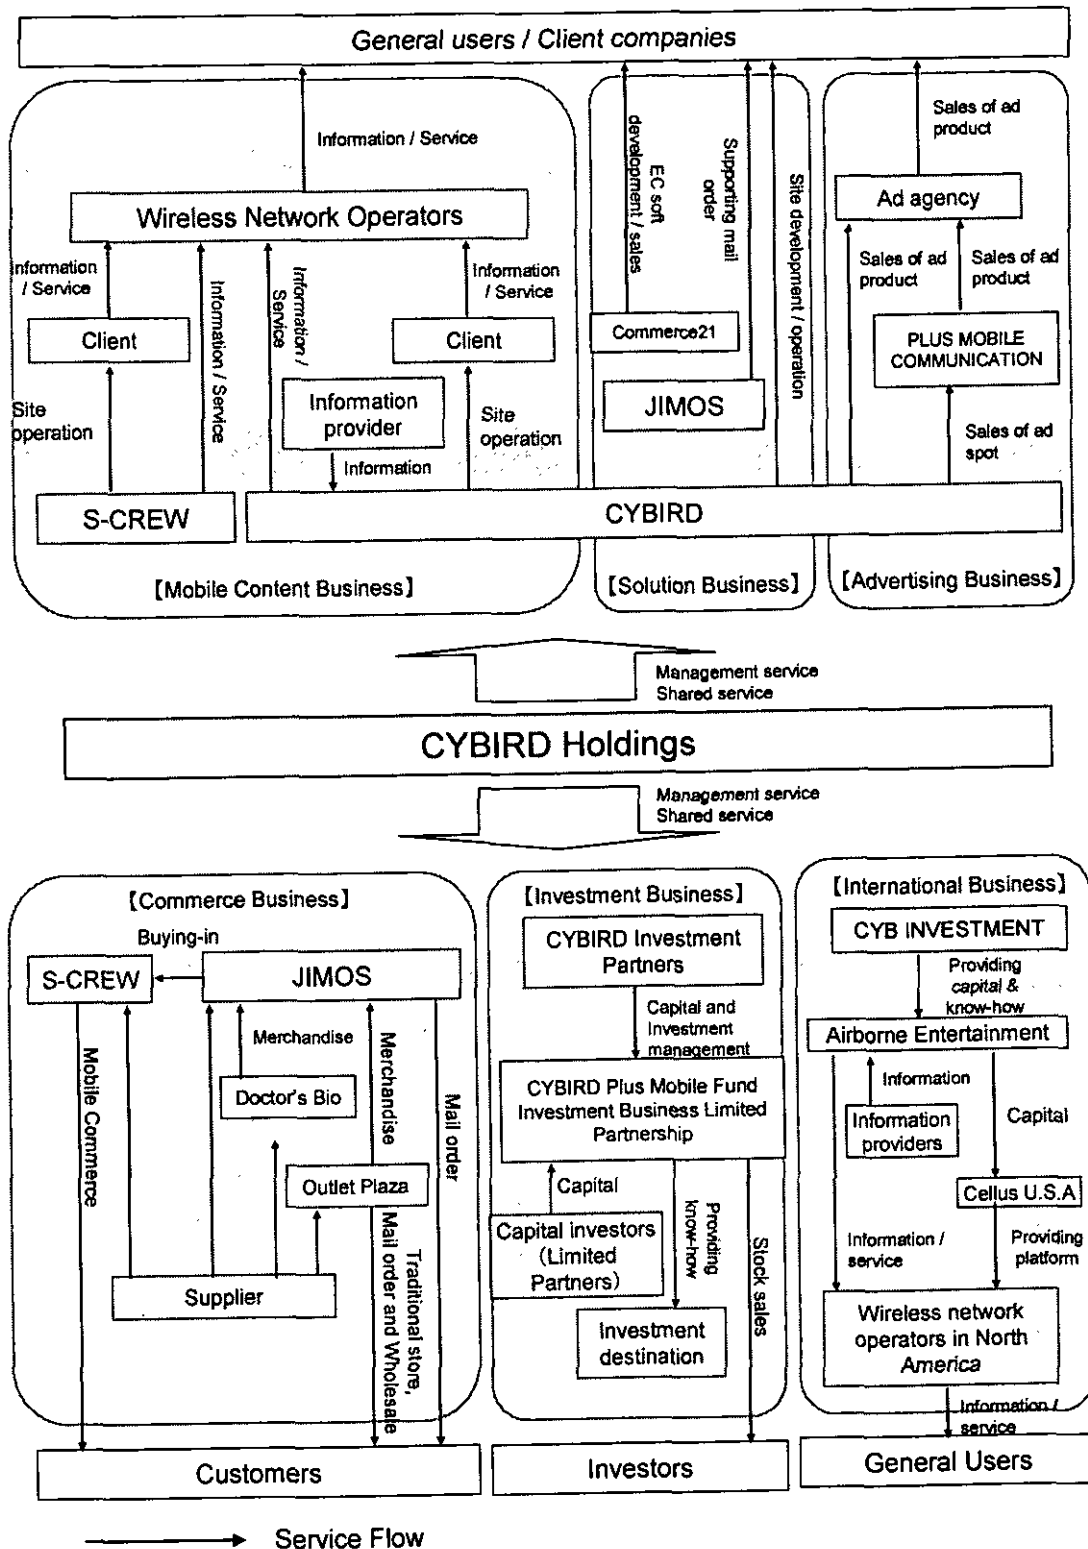 General users / Client companies
Information / Service
Wireless Network Operators
Information
/ Service
Client
Site
operation
Information / Service
Information /
Service
Information
provider
Information
Information
/ Service
Client
Site
operation
S-CREW
CYBIRD
【Mobile Content Business】
EC soft
development / sales
Supporting mail
order
Site development / operation
Commerce21
JIMOS
【Solution Business】
Sales of ad
product
Ad agency
Sales of ad
product
Sales of ad
product
PLUS MOBILE
COMMUNICATION
Sales of ad
spot
【Advertising Business】
Management service
Shared service
CYBIRD Holdings
Management service
Shared service
【Commerce Business】
Buying-in
S-CREW
JIMOS
Merchandise
Doctor's Bio
Merchandise
Mail order
Mobile Commerce
Outlet Plaza
Supplier
Traditional store,
Mail order and Wholesale
Customers
【Investment Business】
CYBIRD Investment
Partners
Capital and
Investment
management
CYBIRD Plus Mobile Fund
Investment Business Limited
Partnership
Capital
Capital investors
(Limited
Partners)
Providing
know-how
Stock sales
Investment
destination
Investors
【International Business】
CYB INVESTMENT
Providing
capital &
know-how
Airborne Entertainment
Information
Information
providers
Capital
Cellus U.S.A
Information /
service
Providing
platform
Wireless network
operators in North
America
Information /
service
General Users
Service Flow